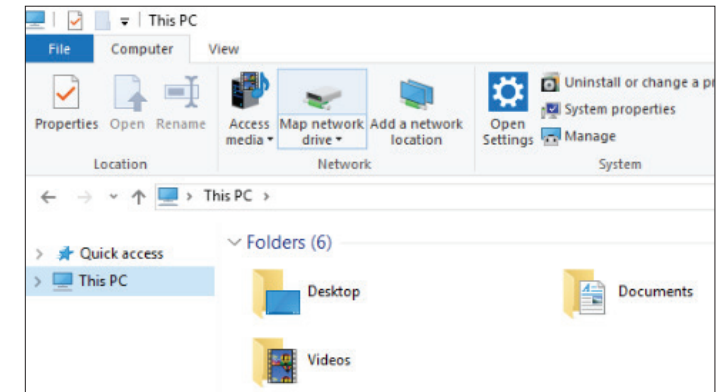 This PC
File Computer View
Properties Open Rename Access media Map network drive Add a network location Open Settings Uninstall or change a
System properties
Manage
Location Network System
This PC
Quick access
This PC
Folders (6)
Desktop Documents
Videos